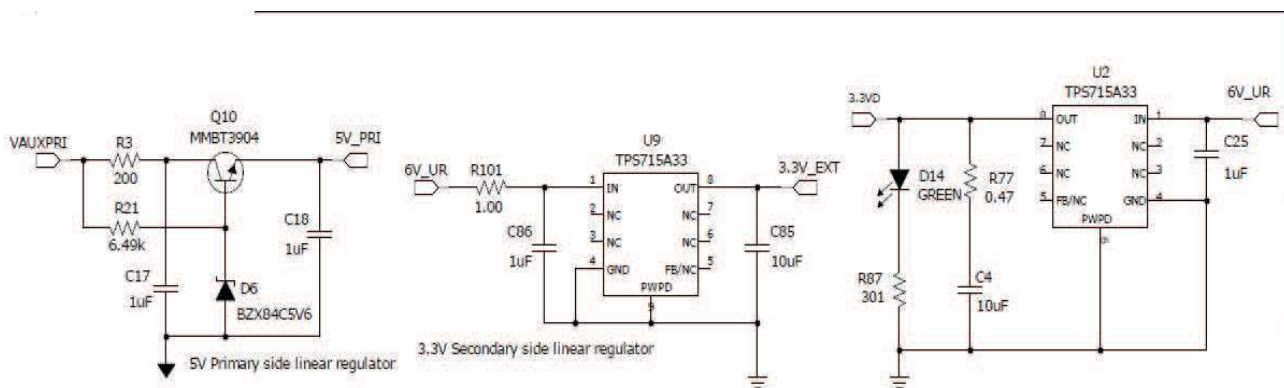 VAUXPRI
R3
200
R21
6.49k
C17
1uF
Q10
MMBT3904
D6
BZX84C5V6
C18
1uF
5V_PRI
5V Primary side linear regulator
6V_UR
R101
1.00
C86
1uF
U9
TPS715A33
1
IN
2
NC
3
NC
4
GND
OUT
8
NC
7
NC
6
FB/NC
5
PWPD
9
3.3V_EXT
C85
10uF
3.3V Secondary side linear regulator
3.3VD
D14
GREEN
R87
301
R77
0.47
C4
10uF
U2
TPS715A33
8
OUT
7
NC
6
NC
5
FB/NC
IN
1
NC
2
NC
3
GND
4
PWPD
9
6V_UR
C25
1uF